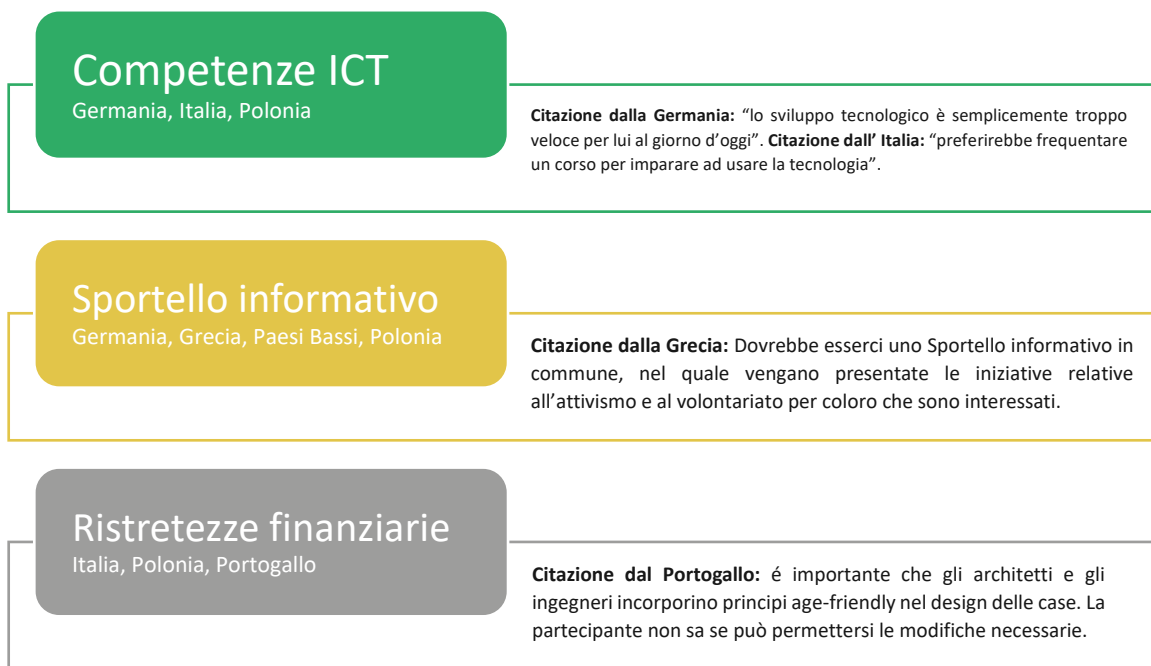 Competenze ICT
Germania, Italia, Polonia
Citazione dalla Germania: “lo sviluppo tecnologico è semplicemente troppo
veloce per lui al giorno d’oggi”. Citazione dall’ Italia: “preferirebbe frequentare
un corso per imparare ad usare la tecnologia”.
Sportello informativo
Germania, Grecia, Paesi Bassi, Polonia
Citazione dalla Grecia: Dovrebbe esserci uno Sportello informativo in
commune, nel quale vengano presentate le iniziative relative
all’attivismo e al volontariato per coloro che sono interessati.
Ristretezze finanziarie
Italia, Polonia, Portogallo
Citazione dal Portogallo: é importante che gli architetti e gli
ingegneri incorporino principi age-friendly nel design delle case. La
partecipante non sa se può permettersi le modifiche necessarie.